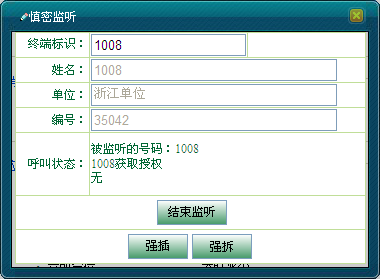 慎密监听
终端标识： 1008
姓名： 1008
单位： 浙江单位
编号： 35042
呼叫状态：
被监听的号码：1008
1008获取授权
无
结束监听
强插 强拆